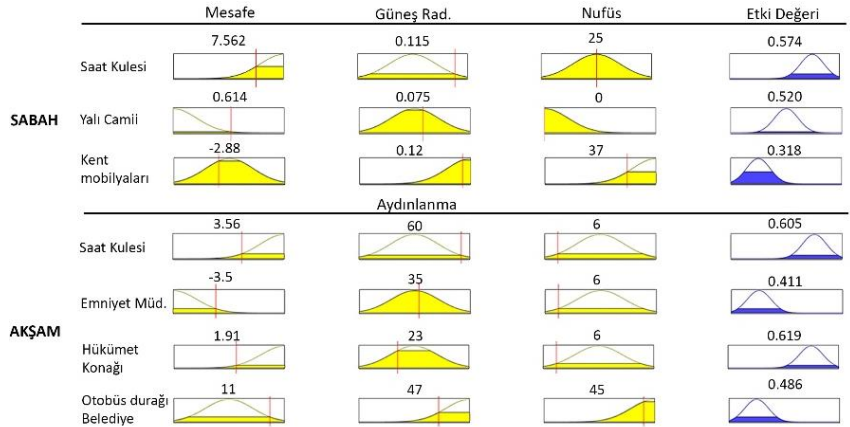 Mesafe Güneş Rad. Nufüs Etki Değeri
7.562 0.115 25 0.574
Saat Kulesi
0.614 0.075 0 0.520
SABAH Yalı Camii
-2.88 0.12 37 0.318
Kent
mobilyaları
Aydınlanma
3.56 60 6 0.605
Saat Kulesi
-3.5 35 6 0.411
Emniyet Müd.
AKŞAM
1.91 23 6 0.619
Hükümet
Konağı
11 47 45 0.486
Otobüs durağı
Belediye